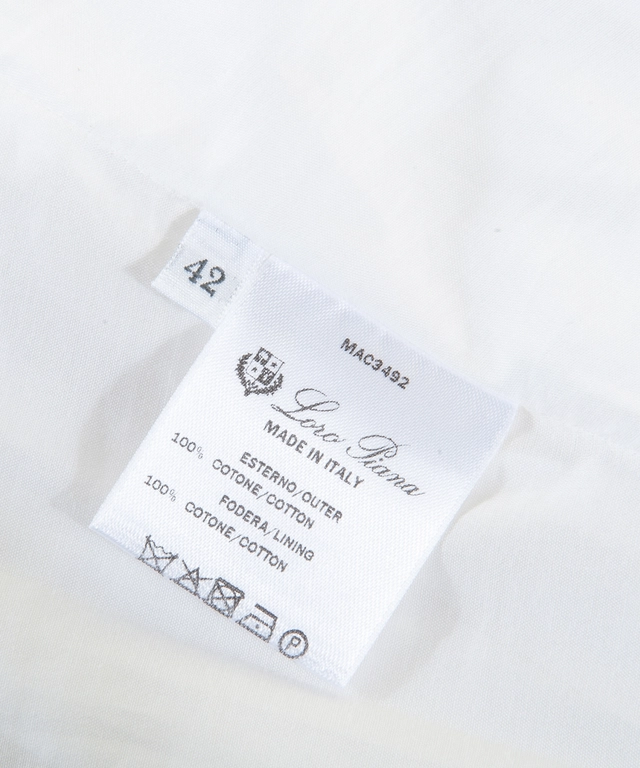 42
MAC3492
Loro Piana
MADE IN ITALY
ESTERNO/OUTER
100% COTONE/COTTON
FODERA/LINING
100% COTONE/COTTON
P